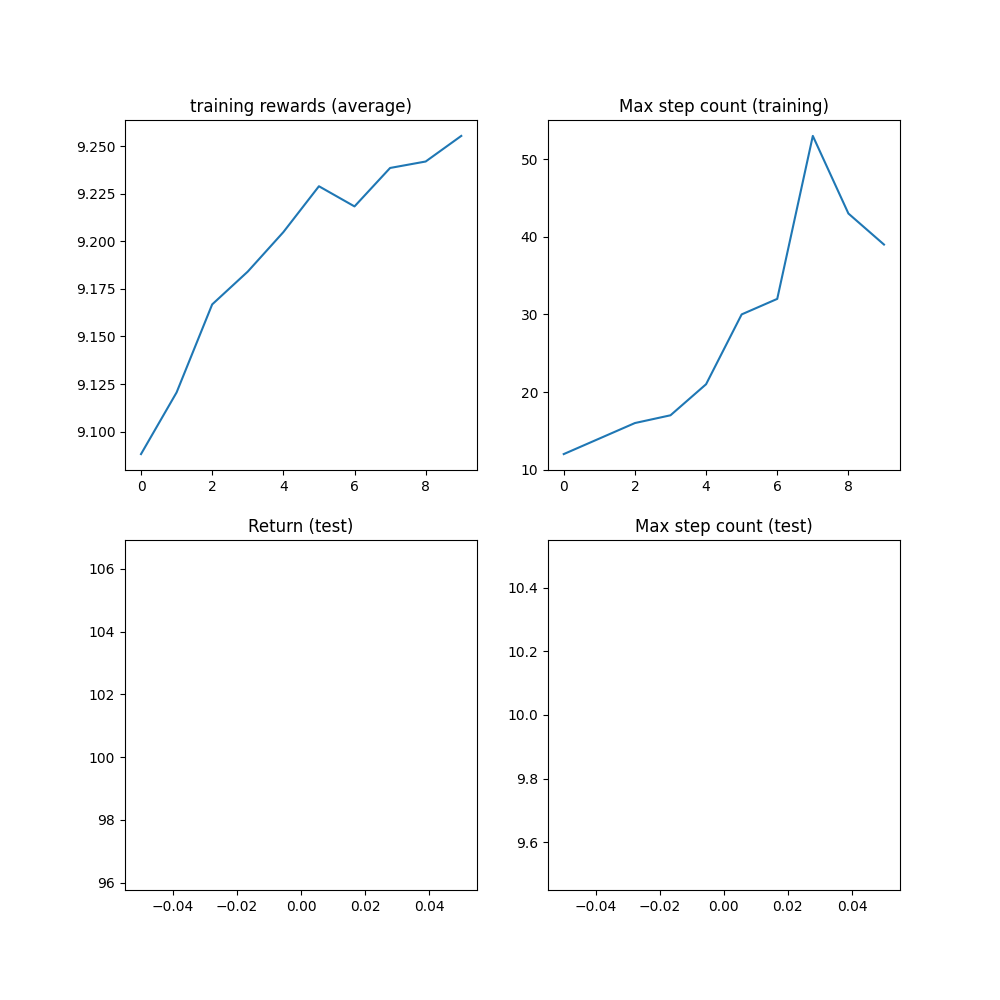 training rewards (average)
9.250
9.225
9.200
9.175
9.150
9.125
9.100
0 2 4 6 8
Max step count (training)
50
40
30
20
10
0 2 4 6 8
Return (test)
106
104
102
100
98
96
−0.04 −0.02 0.00 0.02 0.04
Max step count (test)
10.4
10.2
10.0
9.8
9.6
−0.04 −0.02 0.00 0.02 0.04